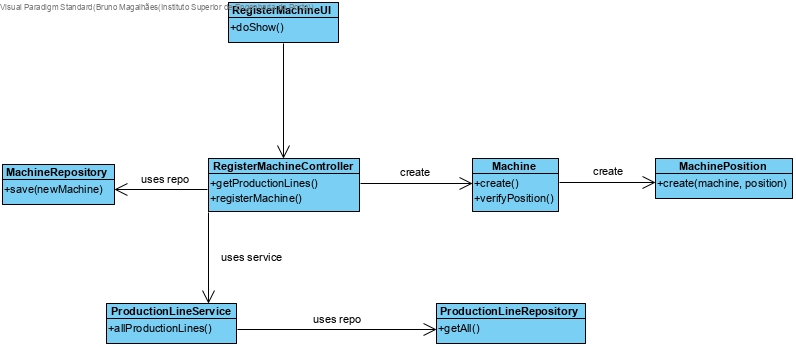 Visual Paradigm Standard(Bruno Magalhães(Instituto Superior de
RegisterMachineUI
+doShow()
MachineRepository
+save(newMachine)
uses repo
RegisterMachineController
+getProductionLines()
+registerMachine()
create
Machine
+create()
+verifyPosition()
create
MachinePosition
+create(machine, position)
uses service
ProductionLineService
+allProductionLines()
uses repo
ProductionLineRepository
+getAll()